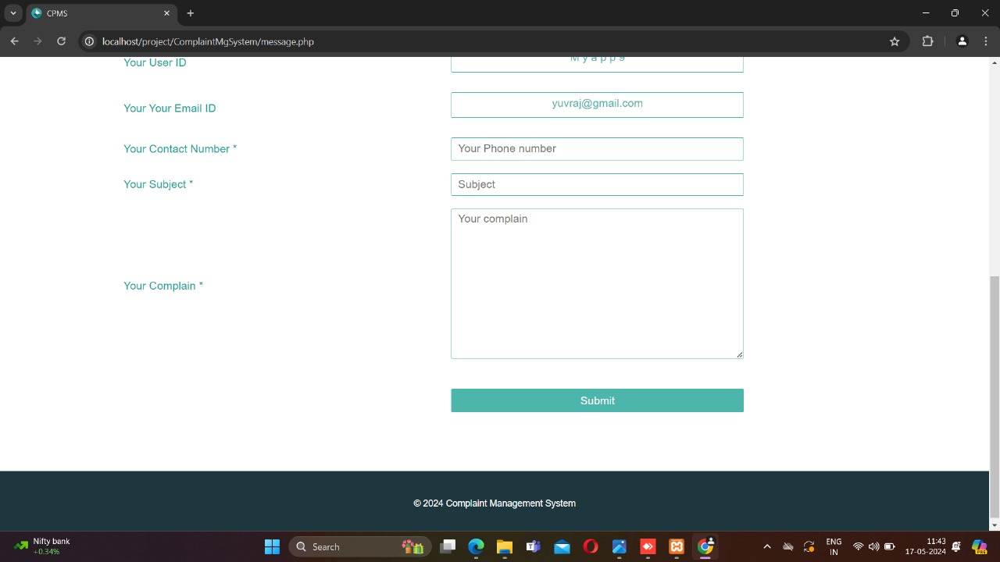 CPMS
localhost/project/ComplaintMgSystem/message.php
Your User ID
M y a p p 9
Your Your Email ID
yuvraj@gmail.com
Your Contact Number *
Your Phone number
Your Subject *
Subject
Your complain
Your Complain *
Submit
© 2024 Complaint Management System
Nifty bank
+0.34%
Search
ENG
IN
11:43
17-05-2024
PRE